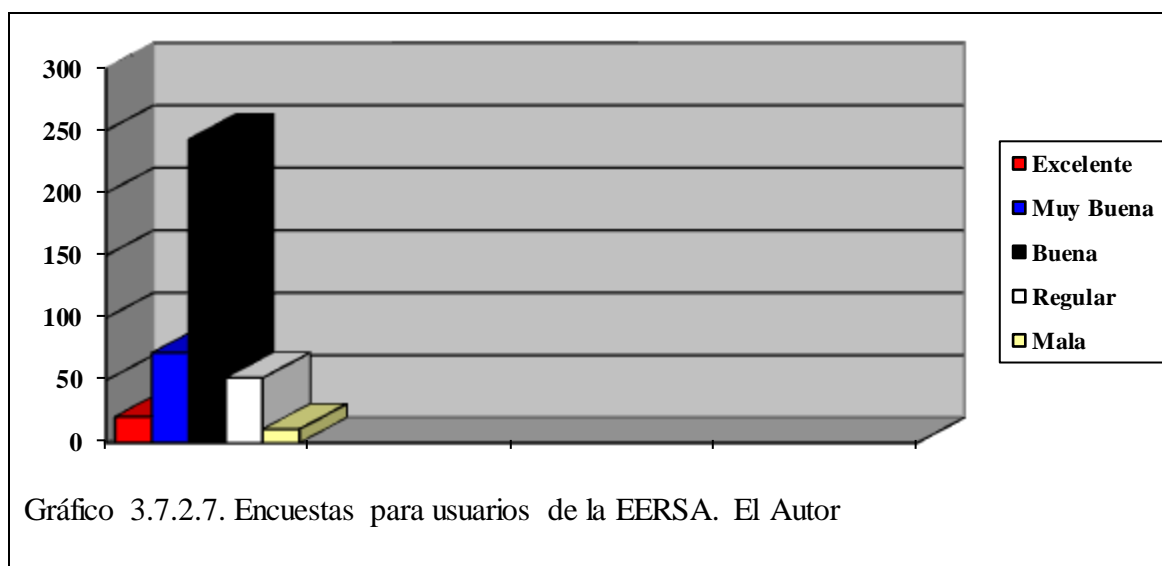 300
250
200
150
100
50
0
Excelente
Muy Buena
Buena
Regular
Mala
Gráfico 3.7.2.7. Encuestas para usuarios de la EERSA. El Autor